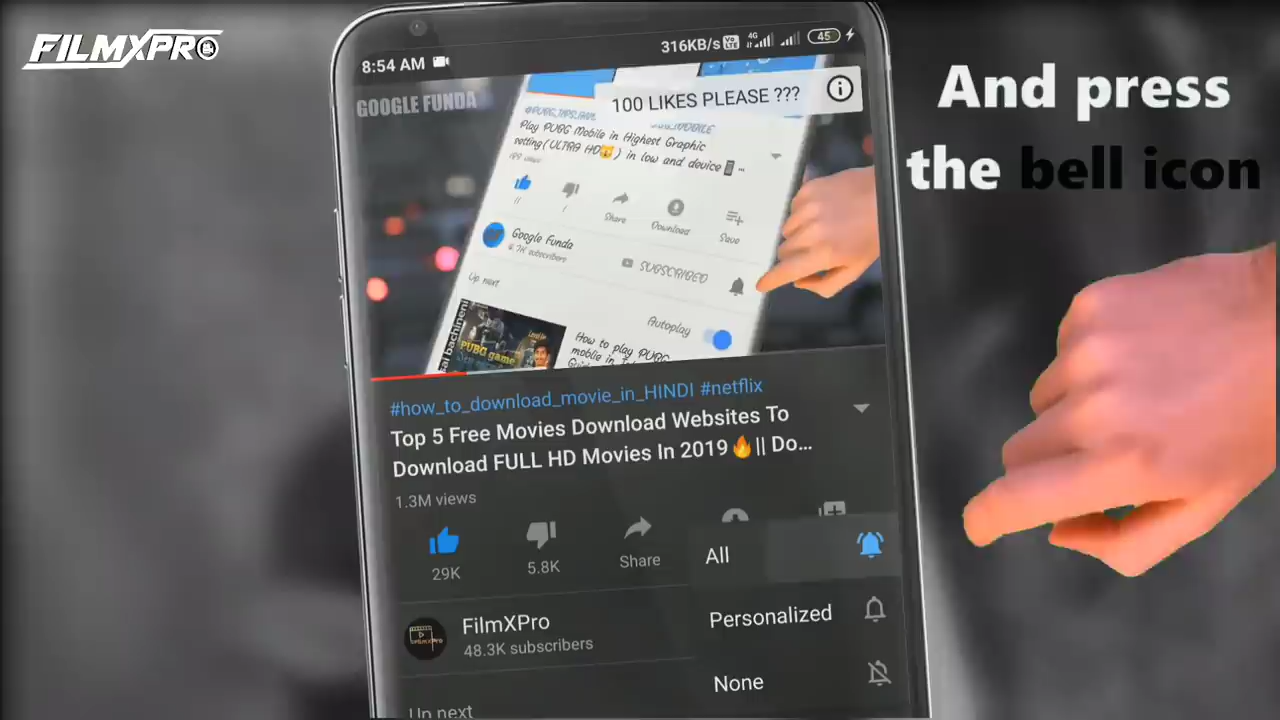 FILMXPRO
And press
the bell icon
8:54 AM
316KB/s
VO LTE
4G
45
GOOGLE FUNDA
100 LIKES PLEASE ???
Play PUBG Mobile in Highest Graphic
setting(ULTRA HD😱) in low and device📱...
Share
Download
Save
Google Funda
SUBSCRIBED
Up next
Autoplay
PUBG game
How to play PUBG
mobile in
#how_to_download_movie_in_HINDI #netflix
Top 5 Free Movies Download Websites To
Download FULL HD Movies In 2019🔥|| Do...
1.3M views
29K
5.8K
Share
All
FilmXPro
48.3K subscribers
Personalized
None
Up next